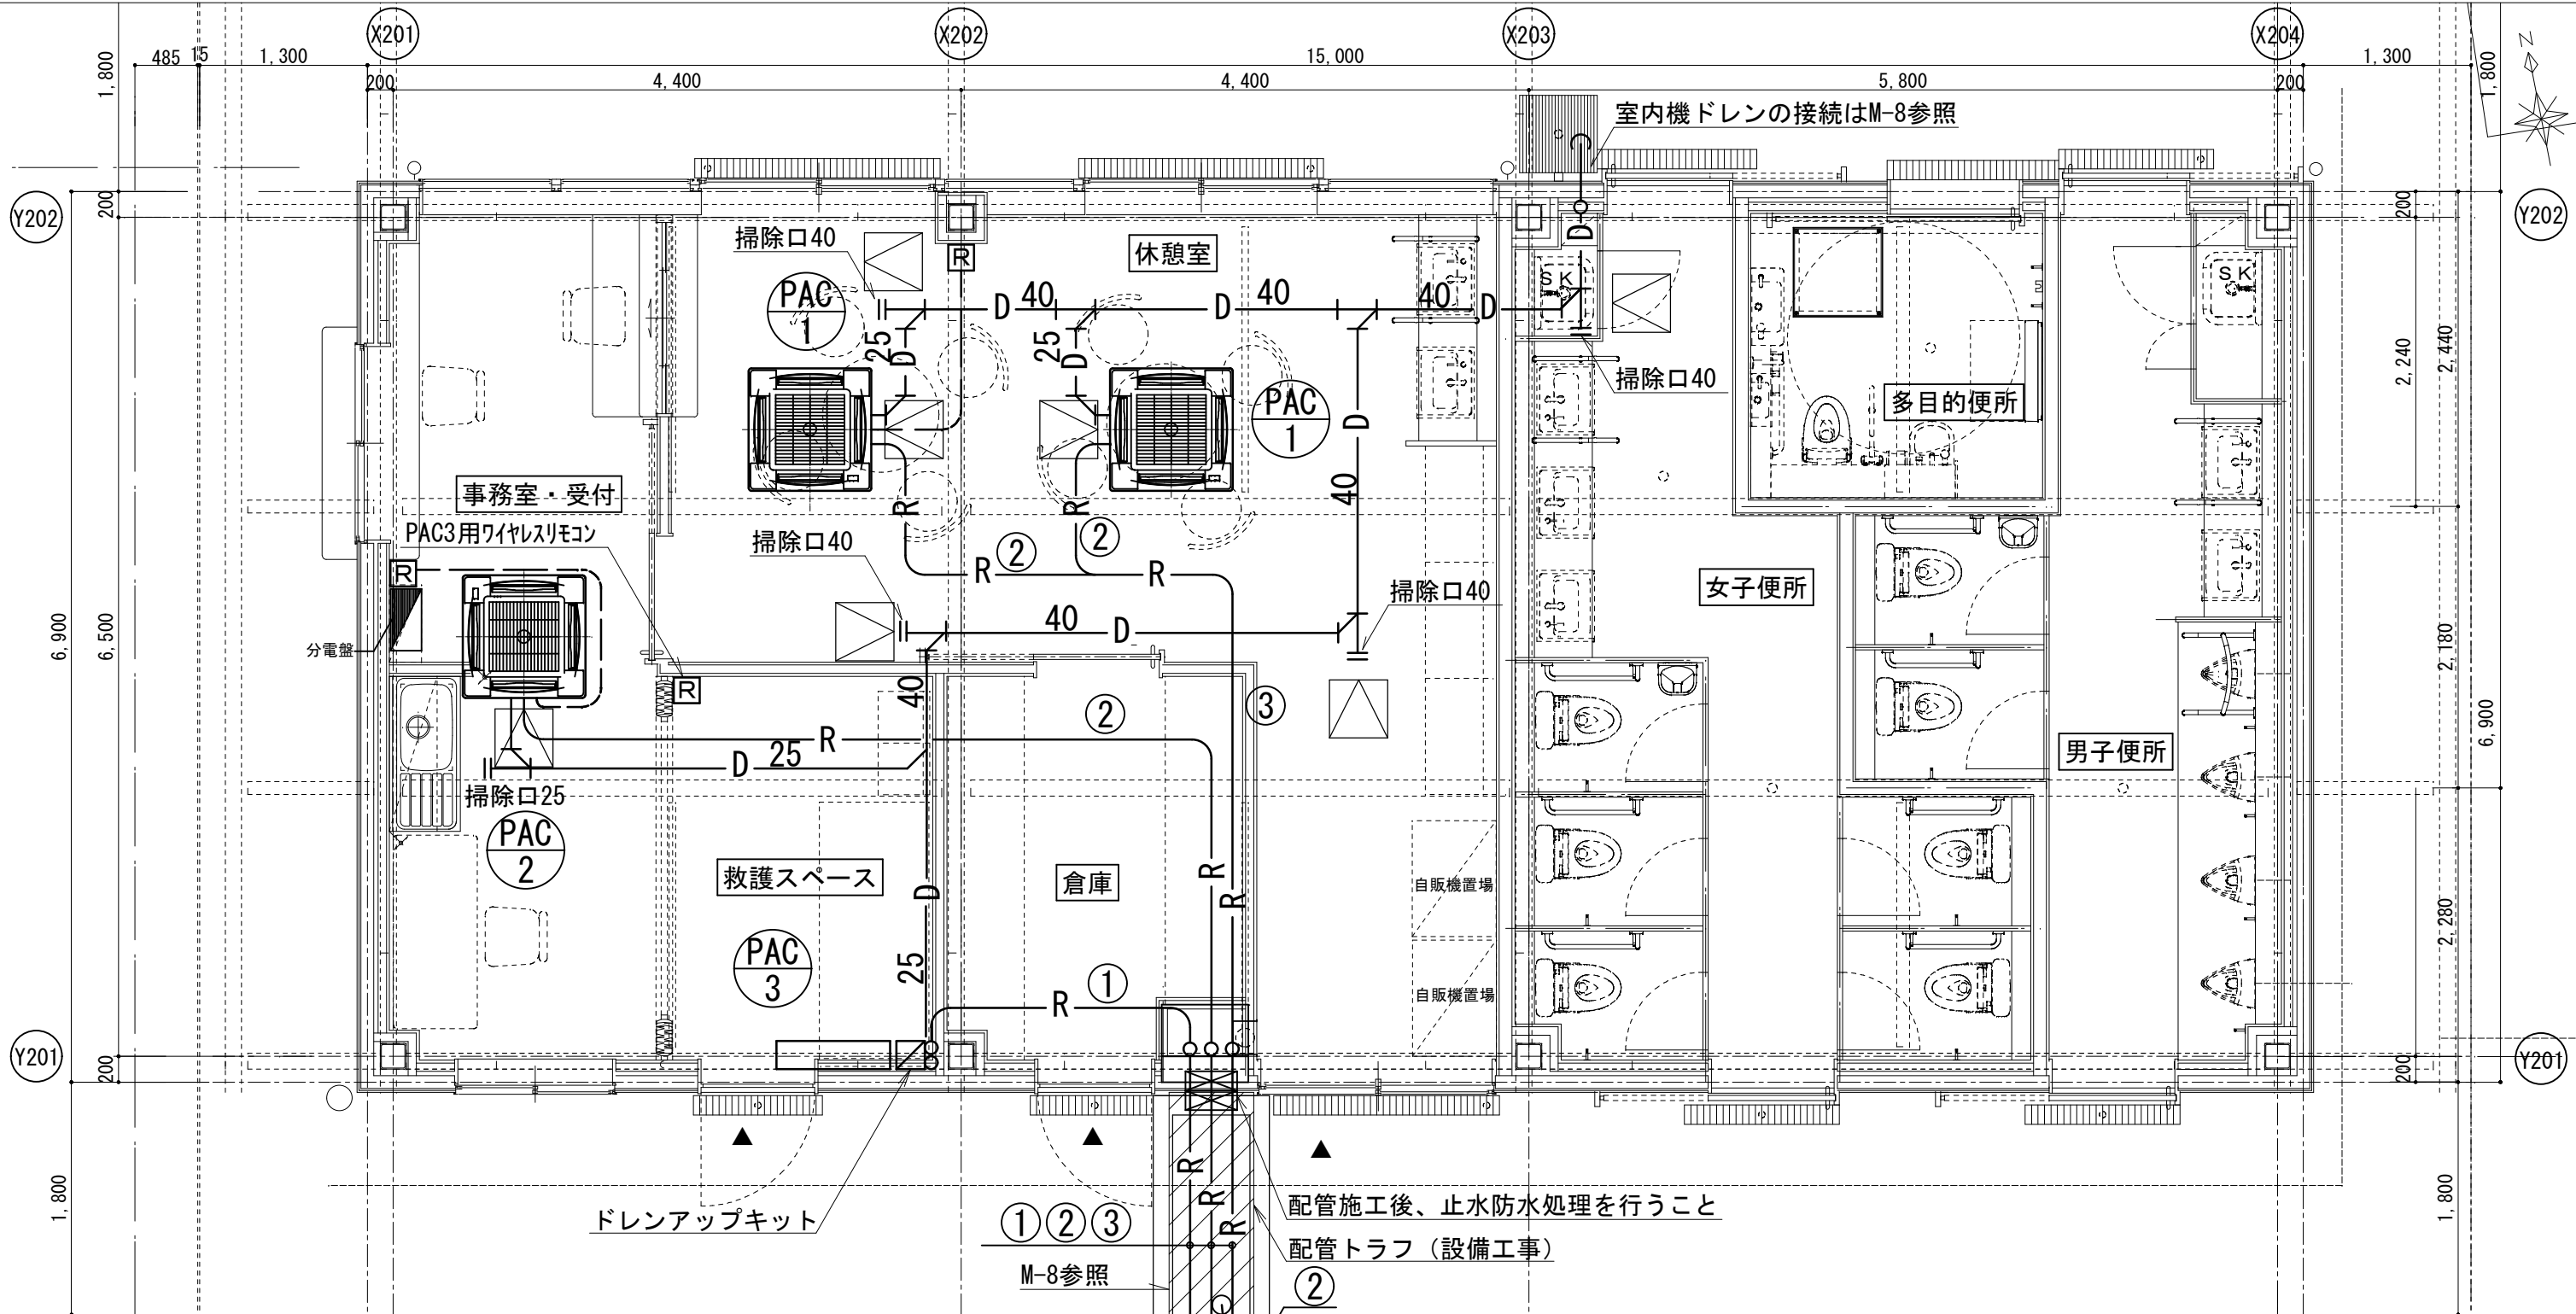 X201
X202
X203
X204
N
485
15
1,300
15,000
1,300
200
4,400
4,400
5,800
200
1,800
1,800
室内機ドレンの接続はM-8参照
Y202
200
200
Y202
掃除口40
R
休憩室
D
SK
SK
PAC
1
D 40
D
40
40
D
25
D
25
D
掃除口40
2,240
2,440
多目的便所
PAC
1
D
40
事務室・受付
R
R
PAC3用ワイヤレスリモコン
掃除口40
R
②
②
R
R
掃除口40
女子便所
6,900
6,500
分電盤
40
D
2,180
R
40
②
③
6,900
男子便所
R
D
25
掃除口25
PAC
2
救護スペース
倉庫
D
R
R
自販機置場
2,280
PAC
3
25
①
R
自販機置場
Y201
200
200
Y201
1,800
1,800
R
R
R
ドレンアップキット
①②③
配管施工後、止水防水処理を行うこと
配管トラフ（設備工事）
M-8参照
②